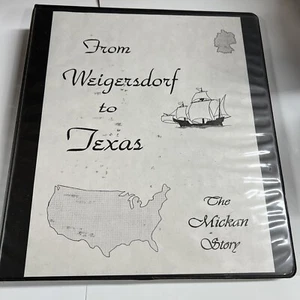 From
Weigersdorf
to
Texas
The
Mickan
Story